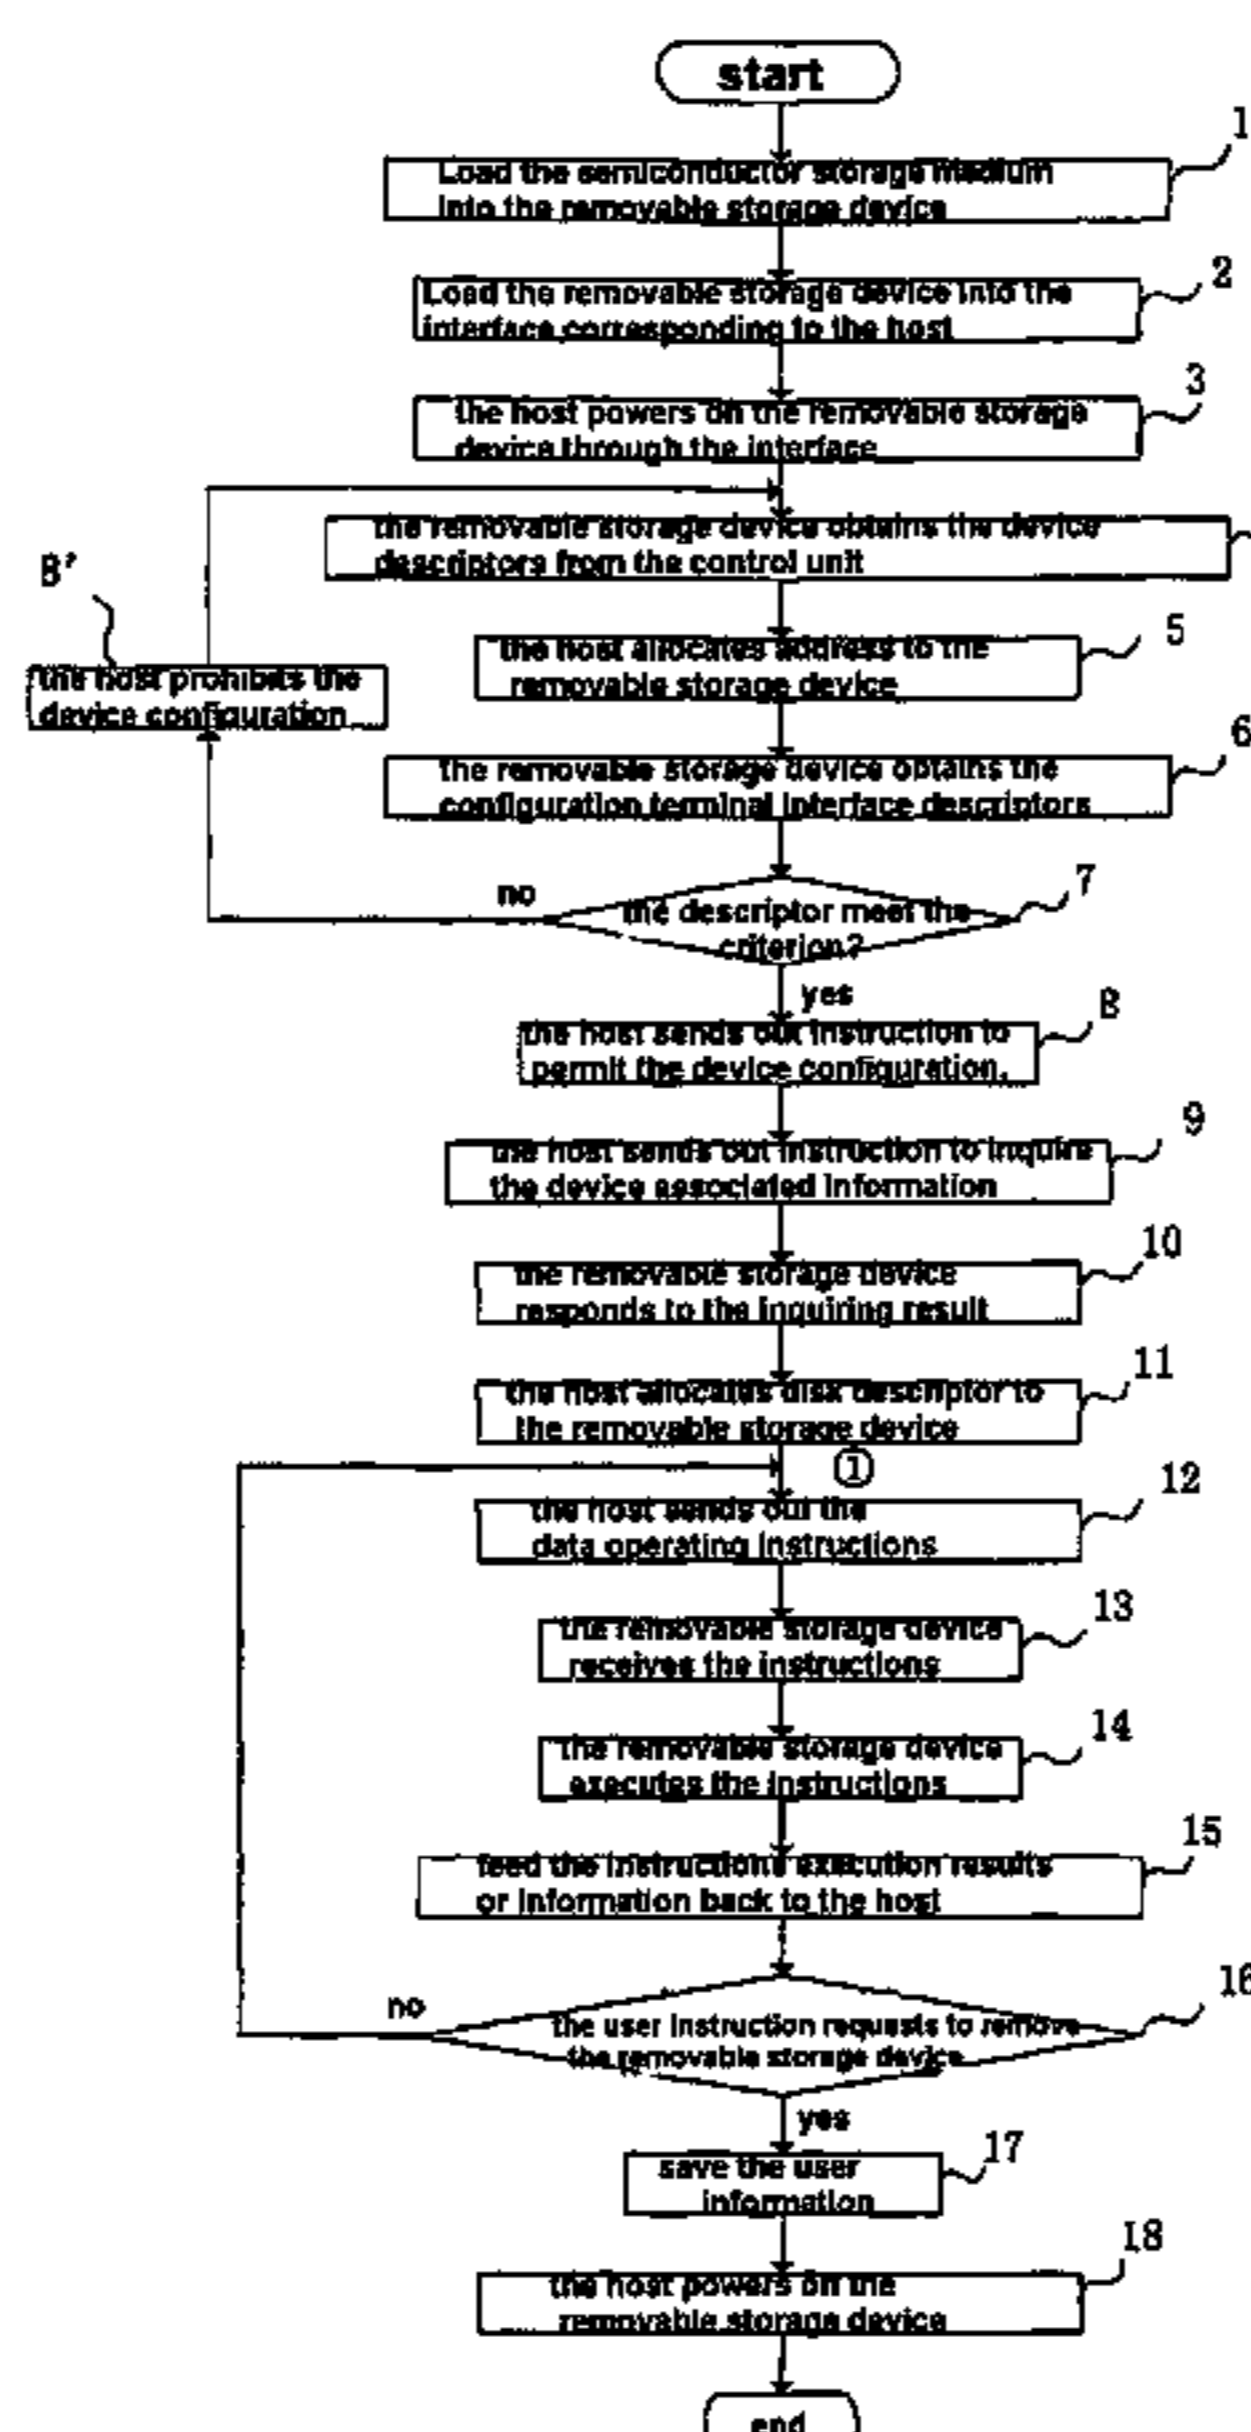 start
1
Load the semiconductor storage medium
into the removable storage device
2
Load the removable storage device into the
interface corresponding to the host
3
the host powers on the removable storage
device through the interface
the removable storage device obtains the device
descriptors from the control unit
8'
the host prohibits the
device configuration
5
the host allocates address to the
removable storage device
6
the removable storage device obtains the
configuration terminal interface descriptors
7
no
the descriptor meet the
criterion?
yes
8
the host sends out instruction to
permit the device configuration.
9
the host sends out instruction to inquire
the device associated information
10
the removable storage device
responds to the inquiring result
11
the host allocates disk descriptor to
the removable storage device
①
12
the host sends out the
data operating instructions
13
the removable storage device
receives the instructions
14
the removable storage device
executes the instructions
15
feed the instructions execution results
or information back to the host
16
no
the user instruction requests to remove
the removable storage device
yes
17
save the user
information
18
the host powers on the
removable storage device
end